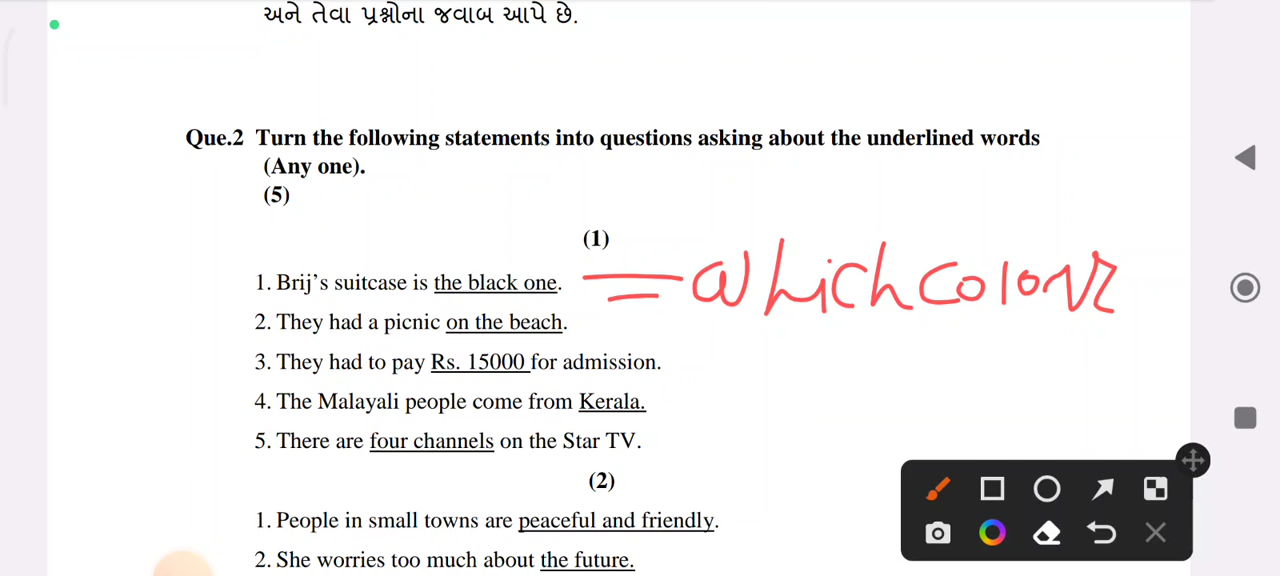 અને તેવા પ્રશ્નોના જવાબ આપે છે.
Que.2 Turn the following statements into questions asking about the underlined words
(Any one).
(5)
(1)
1. Brij’s suitcase is the black one. = which colour
2. They had a picnic on the beach.
3. They had to pay Rs. 15000 for admission.
4. The Malayali people come from Kerala.
5. There are four channels on the Star TV.
(2)
1. People in small towns are peaceful and friendly.
2. She worries too much about the future.